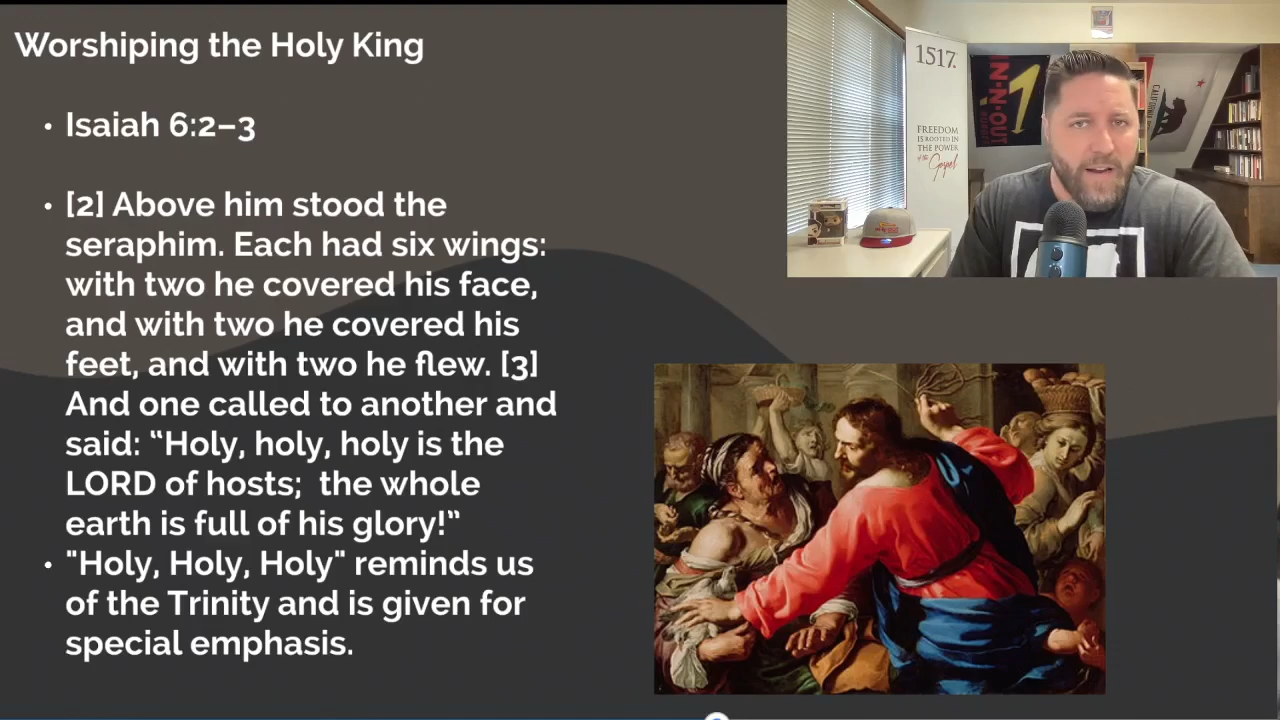 Worshiping the Holy King
• Isaiah 6:2–3
• [2] Above him stood the
seraphim. Each had six wings:
with two he covered his face,
and with two he covered his
feet, and with two he flew. [3]
And one called to another and
said: “Holy, holy, holy is the
LORD of hosts;  the whole
earth is full of his glory!”
• "Holy, Holy, Holy" reminds us
of the Trinity and is given for
special emphasis.
1517.
FREEDOM
IS ROOTED IN
THE POWER
of the Gospel
IN-N-OUT
CALIFORNIA